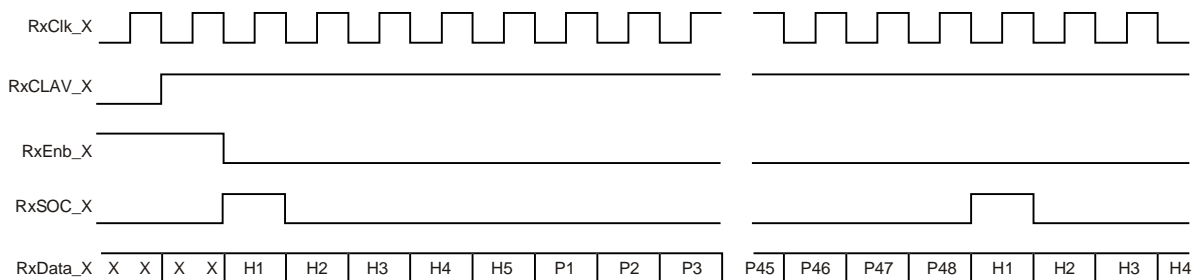 RxClk_X
RxCLAV_X
RxEnb_X
RxSOC_X
RxData_X X X X X H1 H2 H3 H4 H5 P1 P2 P3 P45 P46 P47 P48 H1 H2 H3 H4